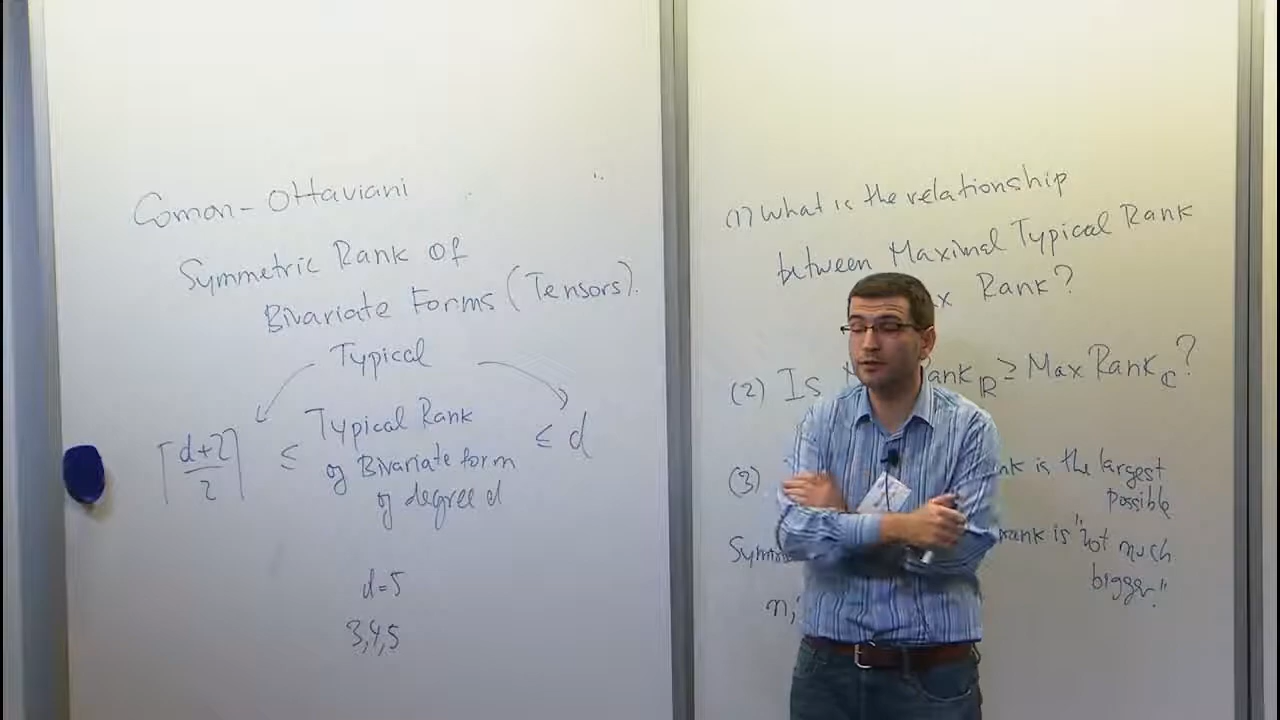 Comon-Ottaviani
Symmetric Rank of
Bivariate Forms (Tensors).
Typical
⌈d+2/2⌉ ≤ Typical Rank ≤ d
of Bivariate form
of degree d
d=5
3,4,5
(1) What is the relationship
between Maximal Typical Rank
Rank?
(2) Is Rank_ℝ ≥ Max Rank_ℂ?
(3) is the largest
possible
rank is "not much
bigger."
n,